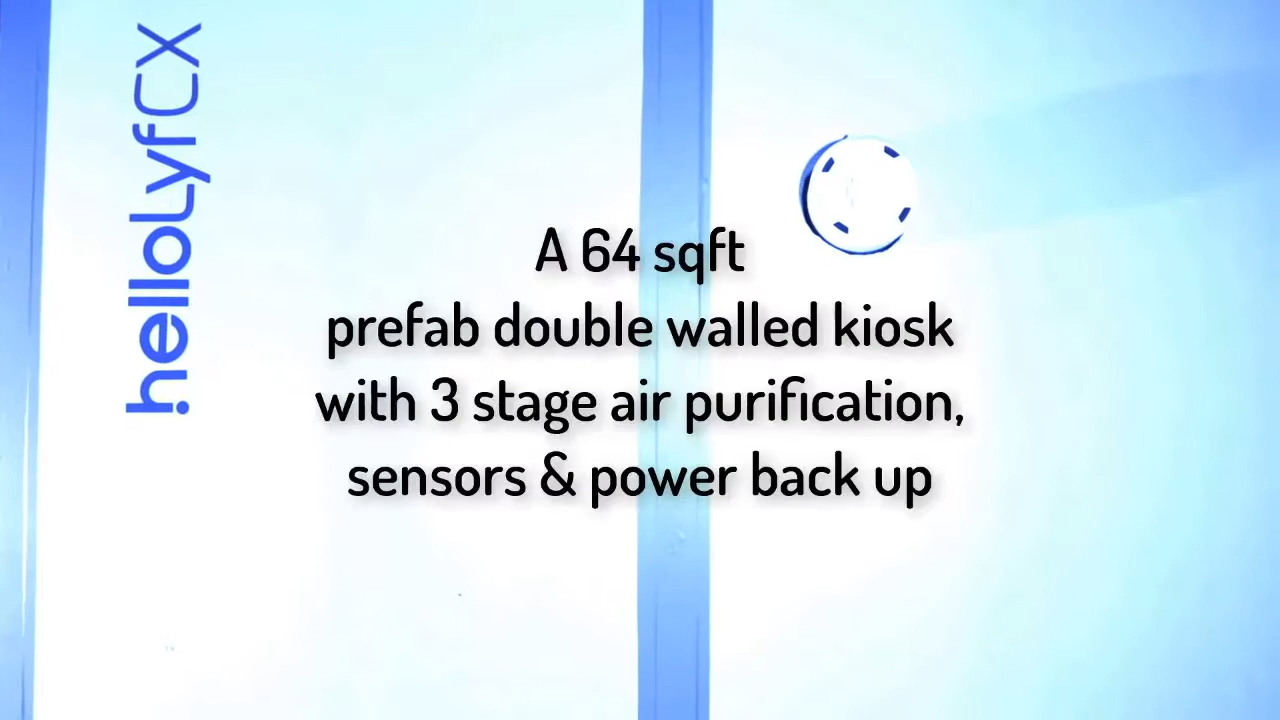 helloLyfCX
A 64 sqft
prefab double walled kiosk
with 3 stage air purification,
sensors & power back up